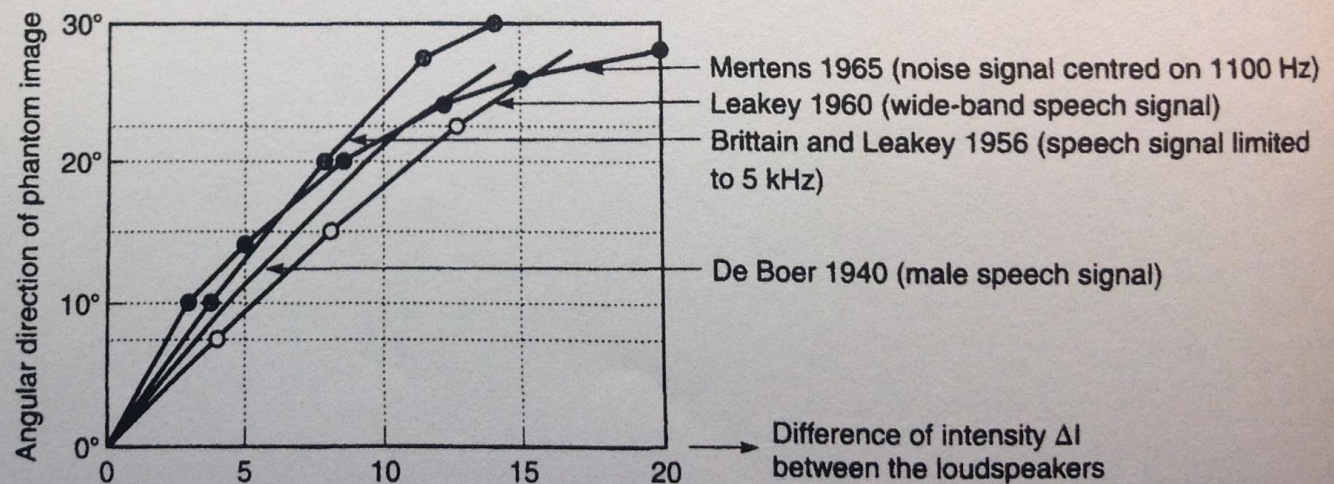 Angular direction of phantom image
30°
20°
10°
0°
0 5 10 15 20
Mertens 1965 (noise signal centred on 1100 Hz)
Leakey 1960 (wide-band speech signal)
Brittain and Leakey 1956 (speech signal limited
to 5 kHz)
De Boer 1940 (male speech signal)
Difference of intensity ΔI
between the loudspeakers